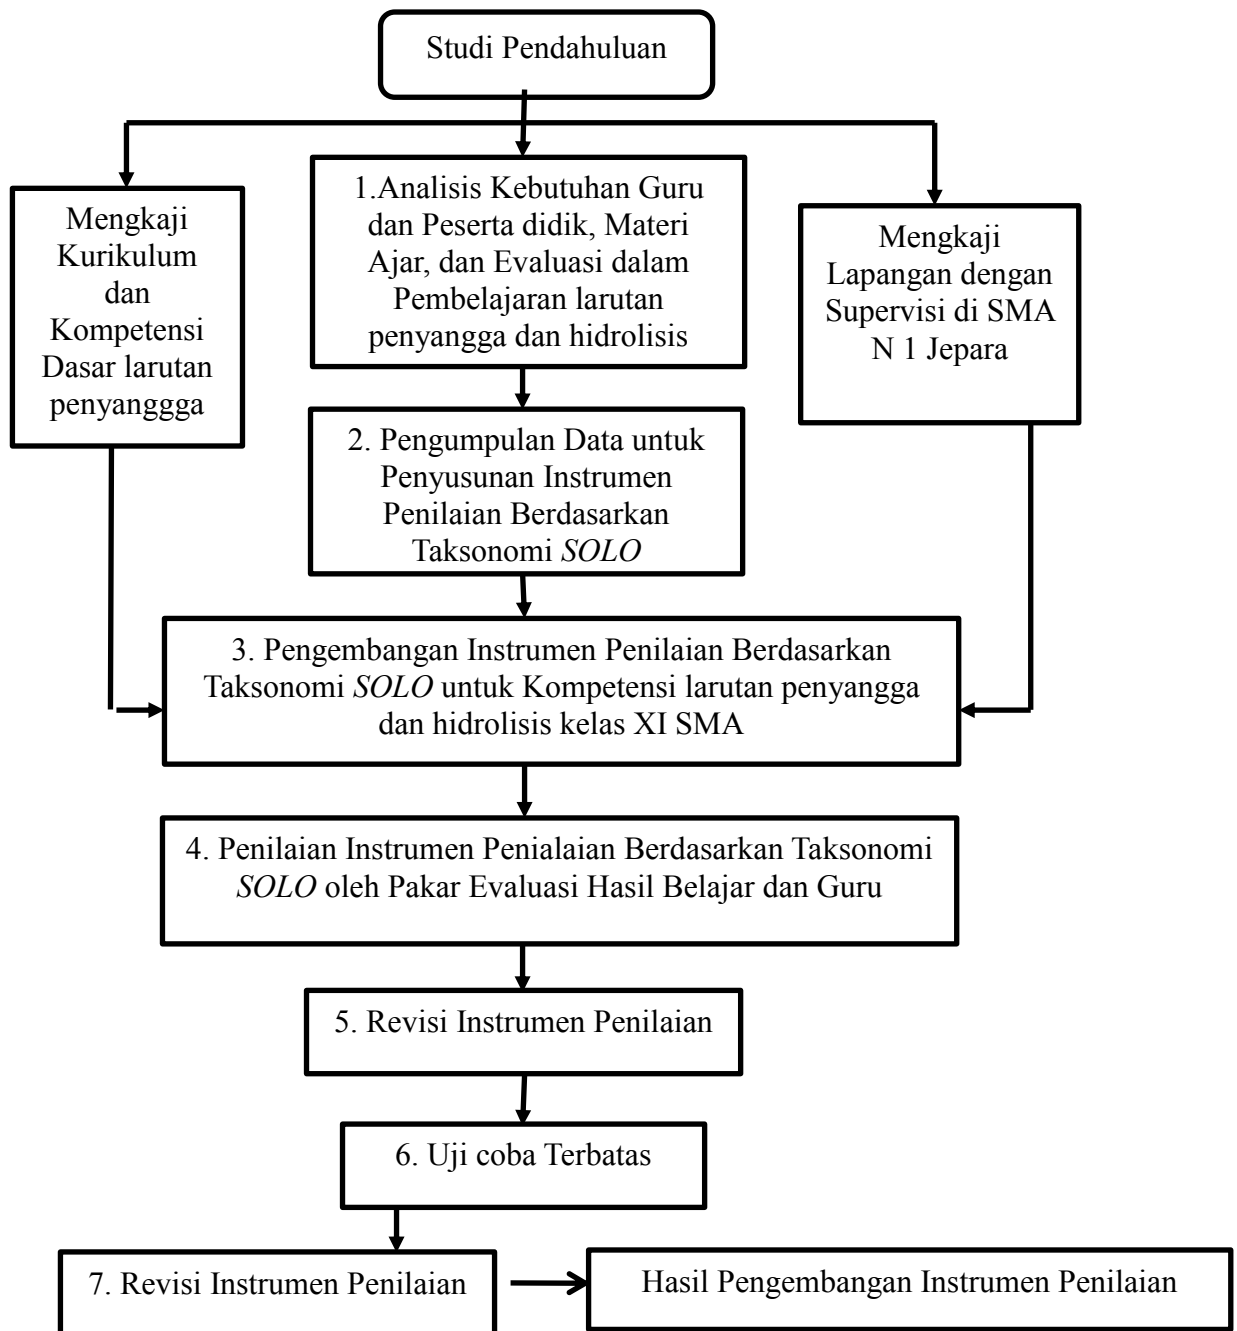 Studi Pendahuluan
Mengkaji
Kurikulum
dan
Kompetensi
Dasar larutan
penyanggga
1.Analisis Kebutuhan Guru
dan Peserta didik, Materi
Ajar, dan Evaluasi dalam
Pembelajaran larutan
penyangga dan hidrolisis
Mengkaji
Lapangan dengan
Supervisi di SMA
N 1 Jepara
2. Pengumpulan Data untuk
Penyusunan Instrumen
Penilaian Berdasarkan
Taksonomi SOLO
3. Pengembangan Instrumen Penilaian Berdasarkan
Taksonomi SOLO untuk Kompetensi larutan penyangga
dan hidrolisis kelas XI SMA
4. Penilaian Instrumen Penialaian Berdasarkan Taksonomi
SOLO oleh Pakar Evaluasi Hasil Belajar dan Guru
5. Revisi Instrumen Penilaian
6. Uji coba Terbatas
7. Revisi Instrumen Penilaian
Hasil Pengembangan Instrumen Penilaian